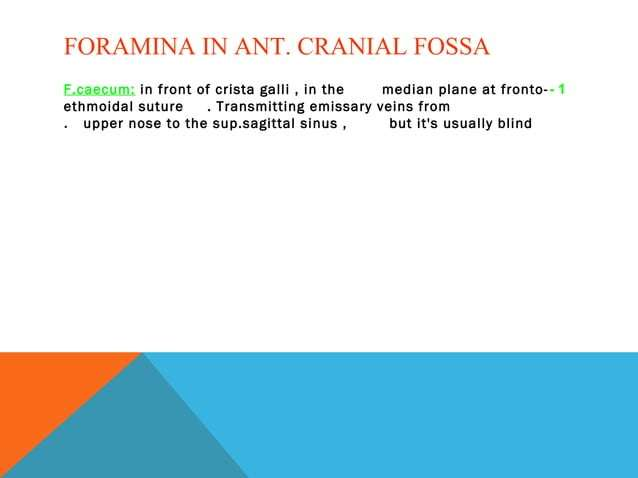 FORAMINA IN ANT. CRANIAL FOSSA
F.caecum: in front of crista galli , in the median plane at fronto- -1
ethmoidal suture . Transmitting emissary veins from
. upper nose to the sup.sagittal sinus , but it's usually blind